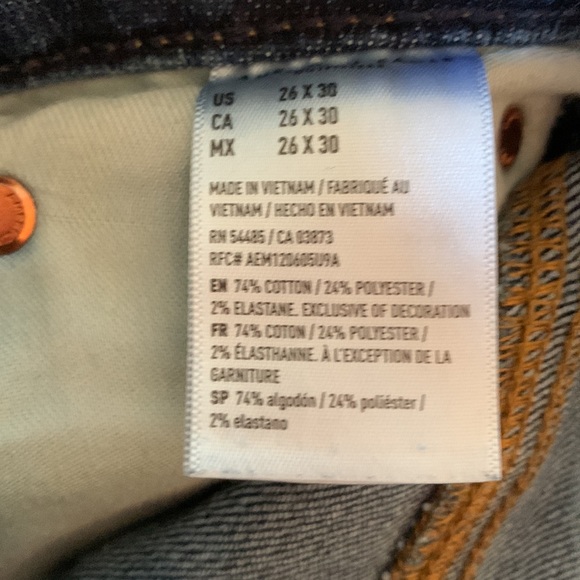 US 26 X 30
CA 26 X 30
MX 26 X 30
MADE IN VIETNAM / FABRIQUÉ AU
VIETNAM / HECHO EN VIETNAM
RN 54485 / CA 03873
RFC# AEM120605U9A
EN 74% COTTON / 24% POLYESTER /
2% ELASTANE. EXCLUSIVE OF DECORATION
FR 74% COTON / 24% POLYESTER /
2% ÉLASTHANNE. À L'EXCEPTION DE LA
GARNITURE
SP 74% algodón / 24% poliéster /
2% elastano